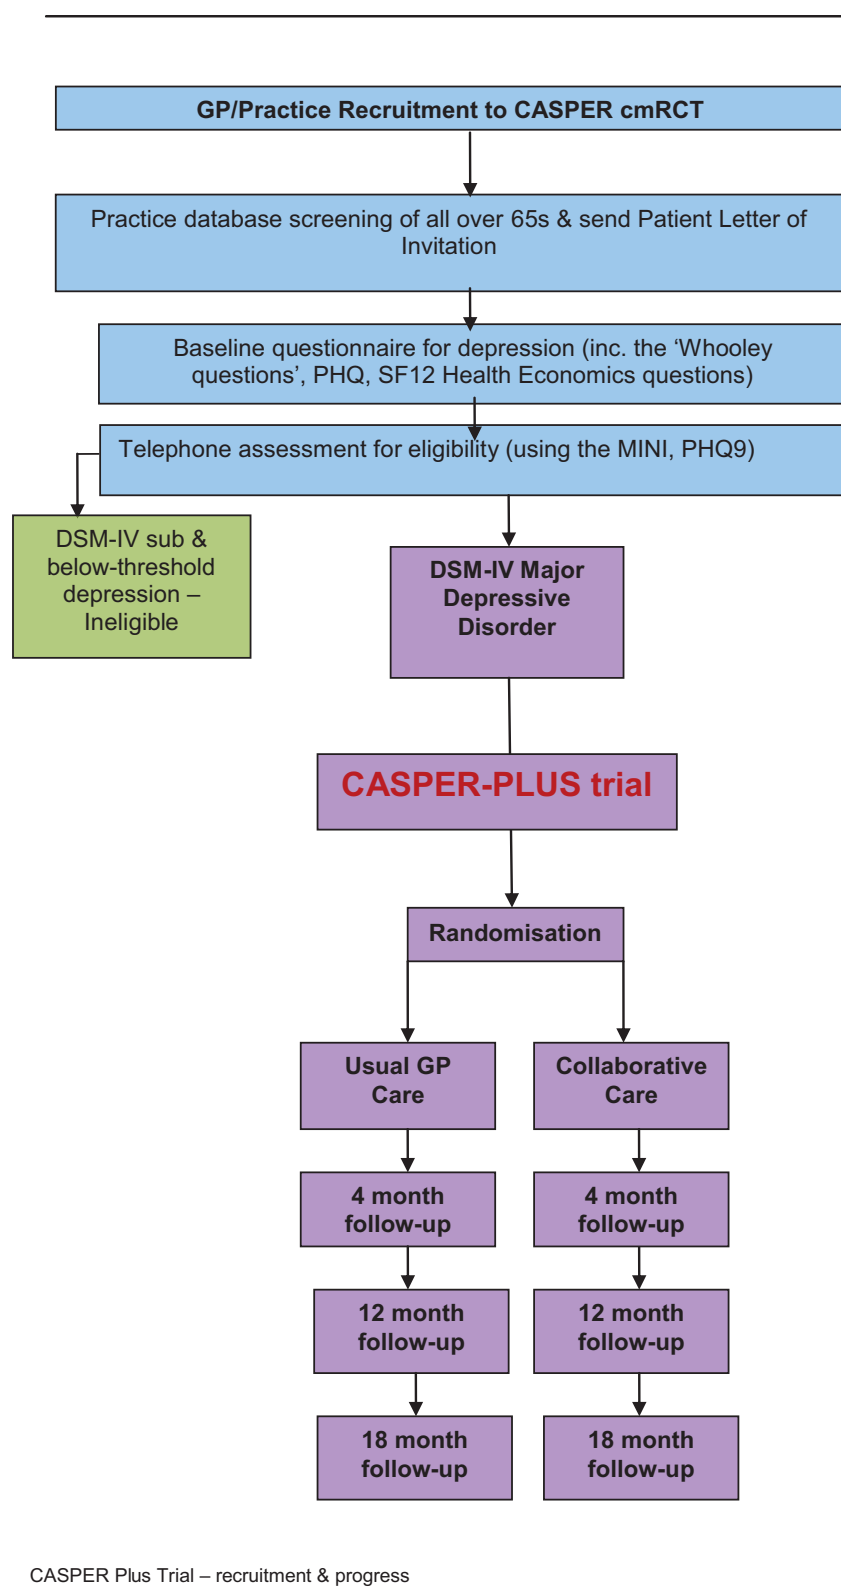 GP/Practice Recruitment to CASPER cmRCT
Practice database screening of all over 65s & send Patient Letter of
Invitation
Baseline questionnaire for depression (inc. the ‘Whooley
questions’, PHQ, SF12 Health Economics questions)
Telephone assessment for eligibility (using the MINI, PHQ9)
DSM-IV sub &
below-threshold
depression –
Ineligible
DSM-IV Major
Depressive
Disorder
CASPER-PLUS trial
Randomisation
Usual GP
Care
Collaborative
Care
4 month
follow-up
4 month
follow-up
12 month
follow-up
12 month
follow-up
18 month
follow-up
18 month
follow-up
CASPER Plus Trial – recruitment & progress